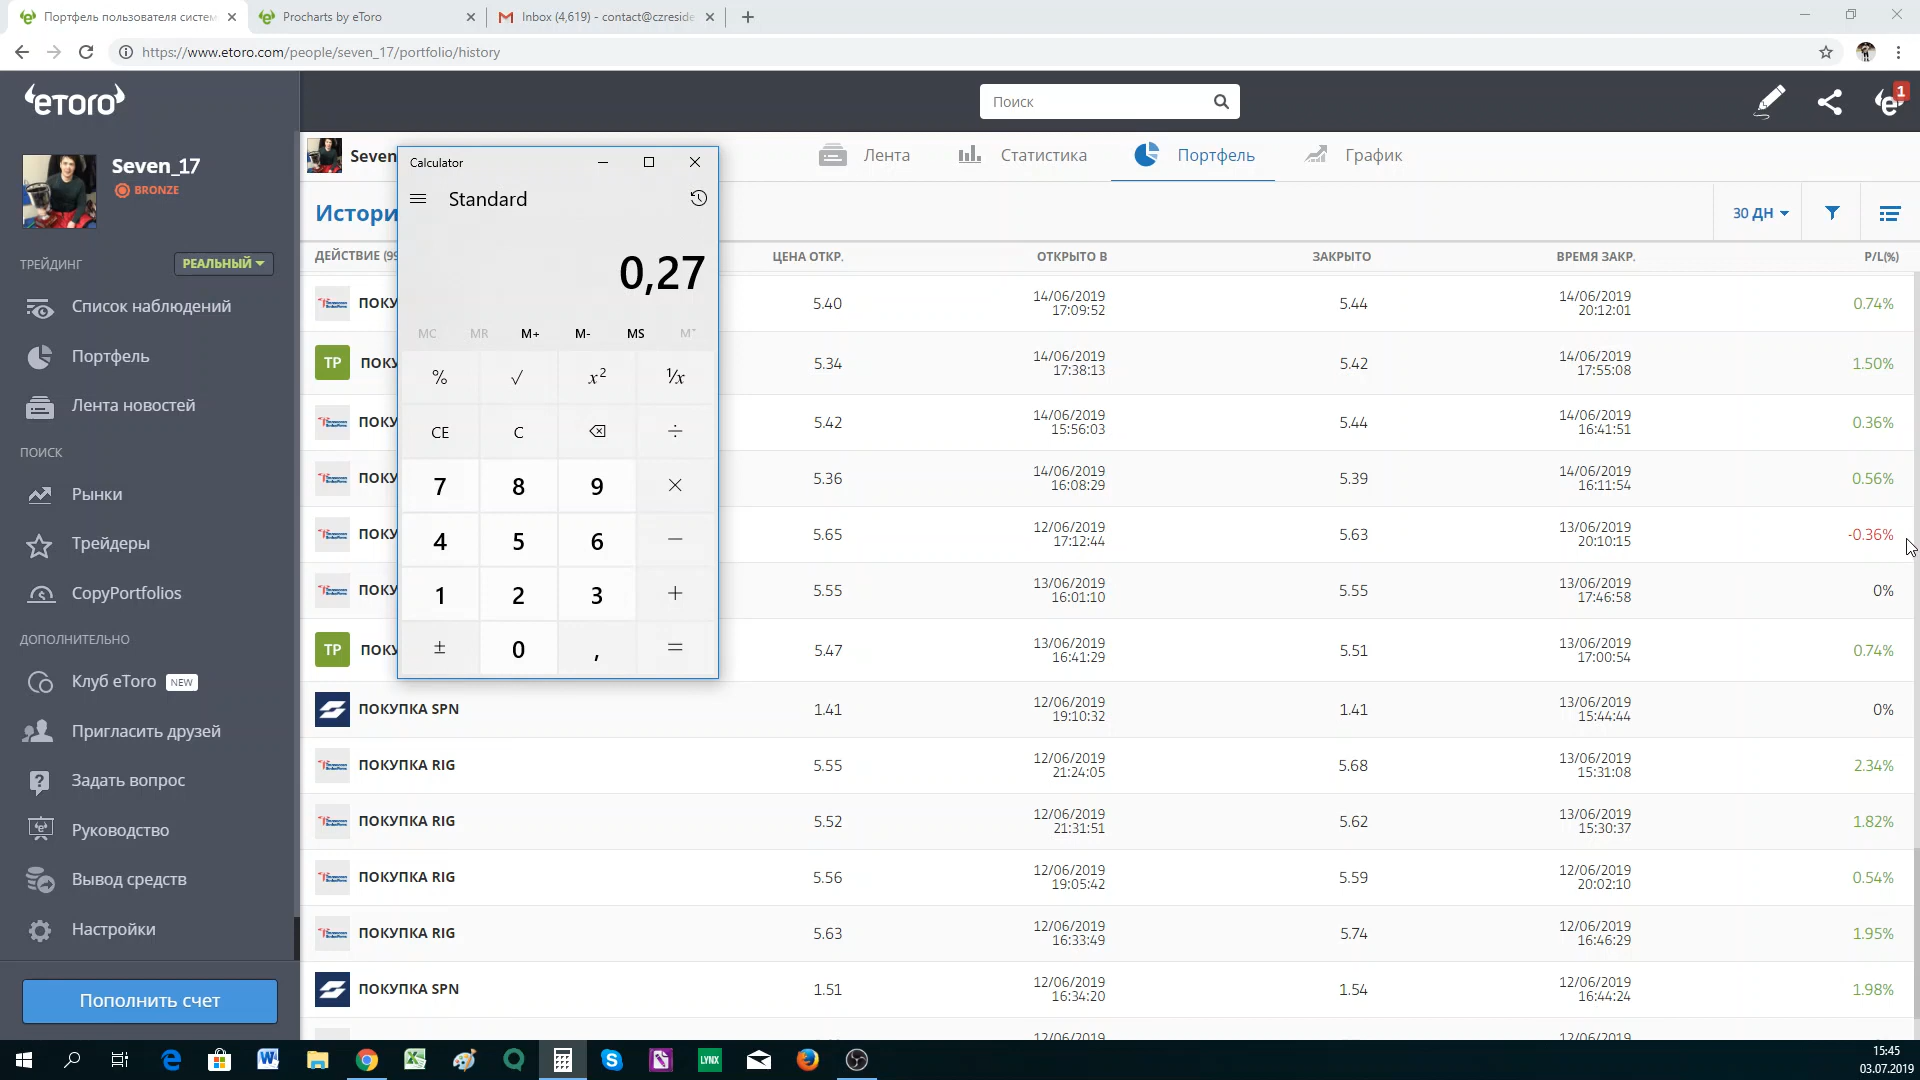 Портфель пользователя систем
Procharts by eToro
Inbox (4,619) - contact@czreside
https://www.etoro.com/people/seven_17/portfolio/history
eToro
Поиск
1
Seven_17
BRONZE
ТРЕЙДИНГ
РЕАЛЬНЫЙ
Список наблюдений
Портфель
Лента новостей
ПОИСК
Рынки
Трейдеры
CopyPortfolios
ДОПОЛНИТЕЛЬНО
Клуб eToro NEW
Пригласить друзей
Задать вопрос
Руководство
Вывод средств
Настройки
Пополнить счет
Seven
Лента
Статистика
Портфель
График
Истори
30 ДН
ДЕЙСТВИЕ (99
ЦЕНА ОТКР.
ОТКРЫТО В
ЗАКРЫТО
ВРЕМЯ ЗАКР.
P/L(%)
Calculator
Standard
0,27
MC MR M+ M- MS M
% √ x² ¹/x
CE C ÷
7 8 9 ×
4 5 6 −
1 2 3 +
± 0 , =
ПОКУ 5.40 14/06/2019 17:09:52 5.44 14/06/2019 20:12:01 0.74%
TP ПОКУ 5.34 14/06/2019 17:38:13 5.42 14/06/2019 17:55:08 1.50%
ПОКУ 5.42 14/06/2019 15:56:03 5.44 14/06/2019 16:41:51 0.36%
ПОКУ 5.36 14/06/2019 16:08:29 5.39 14/06/2019 16:11:54 0.56%
ПОКУ 5.65 12/06/2019 17:12:44 5.63 13/06/2019 20:10:15 -0.36%
ПОКУ 5.55 13/06/2019 16:01:10 5.55 13/06/2019 17:46:58 0%
TP ПОКУ 5.47 13/06/2019 16:41:29 5.51 13/06/2019 17:00:54 0.74%
ПОКУПКА SPN 1.41 12/06/2019 19:10:32 1.41 13/06/2019 15:44:44 0%
ПОКУПКА RIG 5.55 12/06/2019 21:24:05 5.68 13/06/2019 15:31:08 2.34%
ПОКУПКА RIG 5.52 12/06/2019 21:31:51 5.62 13/06/2019 15:30:37 1.82%
ПОКУПКА RIG 5.56 12/06/2019 19:05:42 5.59 12/06/2019 20:02:10 0.54%
ПОКУПКА RIG 5.63 12/06/2019 16:33:49 5.74 12/06/2019 16:46:29 1.95%
ПОКУПКА SPN 1.51 12/06/2019 16:34:20 1.54 12/06/2019 16:44:24 1.98%
12/06/2019 12/06/2019
LYNX
15:45
03.07.2019